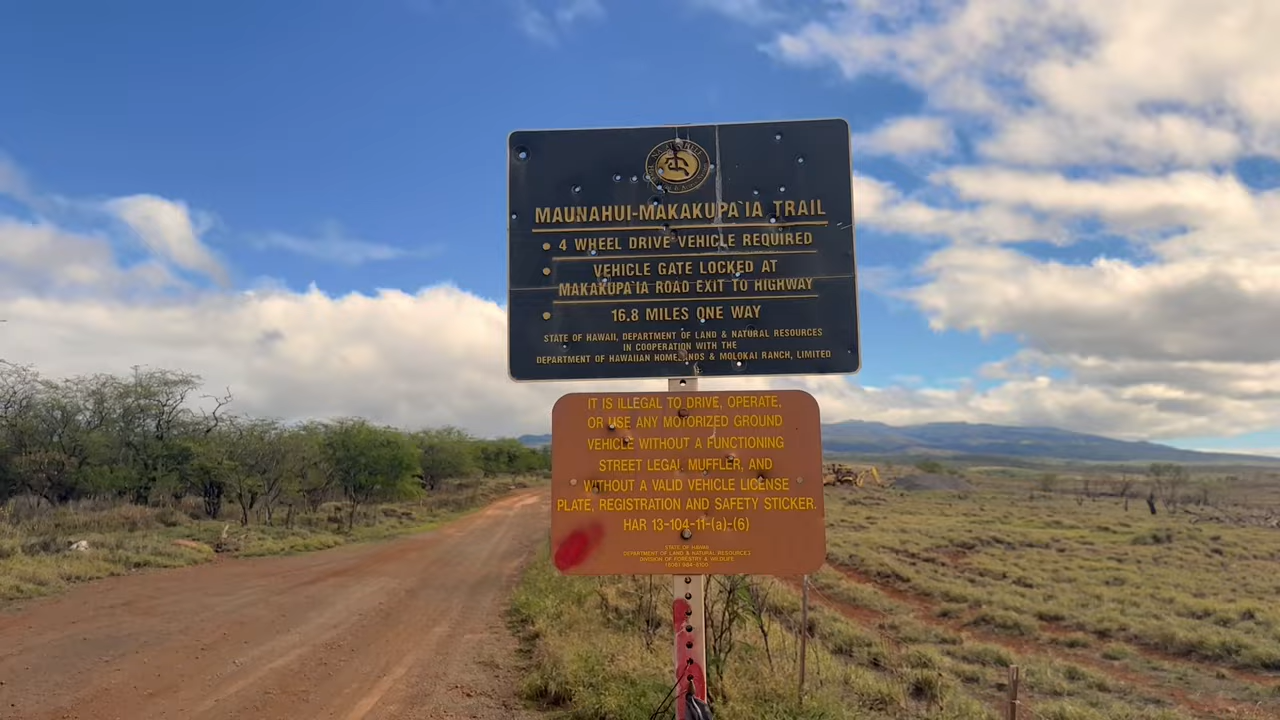 MAUNAHUI-MAKAKUPA`IA TRAIL
4 WHEEL DRIVE VEHICLE REQUIRED
VEHICLE GATE LOCKED AT
MAKAKUPA`IA ROAD EXIT TO HIGHWAY
16.8 MILES ONE WAY
STATE OF HAWAII, DEPARTMENT OF LAND & NATURAL RESOURCES
IN COOPERATION WITH THE
DEPARTMENT OF HAWAIIAN HOMELANDS & MOLOKAI RANCH, LIMITED
IT IS ILLEGAL TO DRIVE, OPERATE,
OR USE ANY MOTORIZED GROUND
VEHICLE WITHOUT A FUNCTIONING
STREET LEGAL MUFFLER, AND
WITHOUT A VALID VEHICLE LICENSE
PLATE, REGISTRATION AND SAFETY STICKER.
HAR 13-104-11-(a)-(6)
STATE OF HAWAII
DEPARTMENT OF LAND & NATURAL RESOURCES
DIVISION OF FORESTRY & WILDLIFE